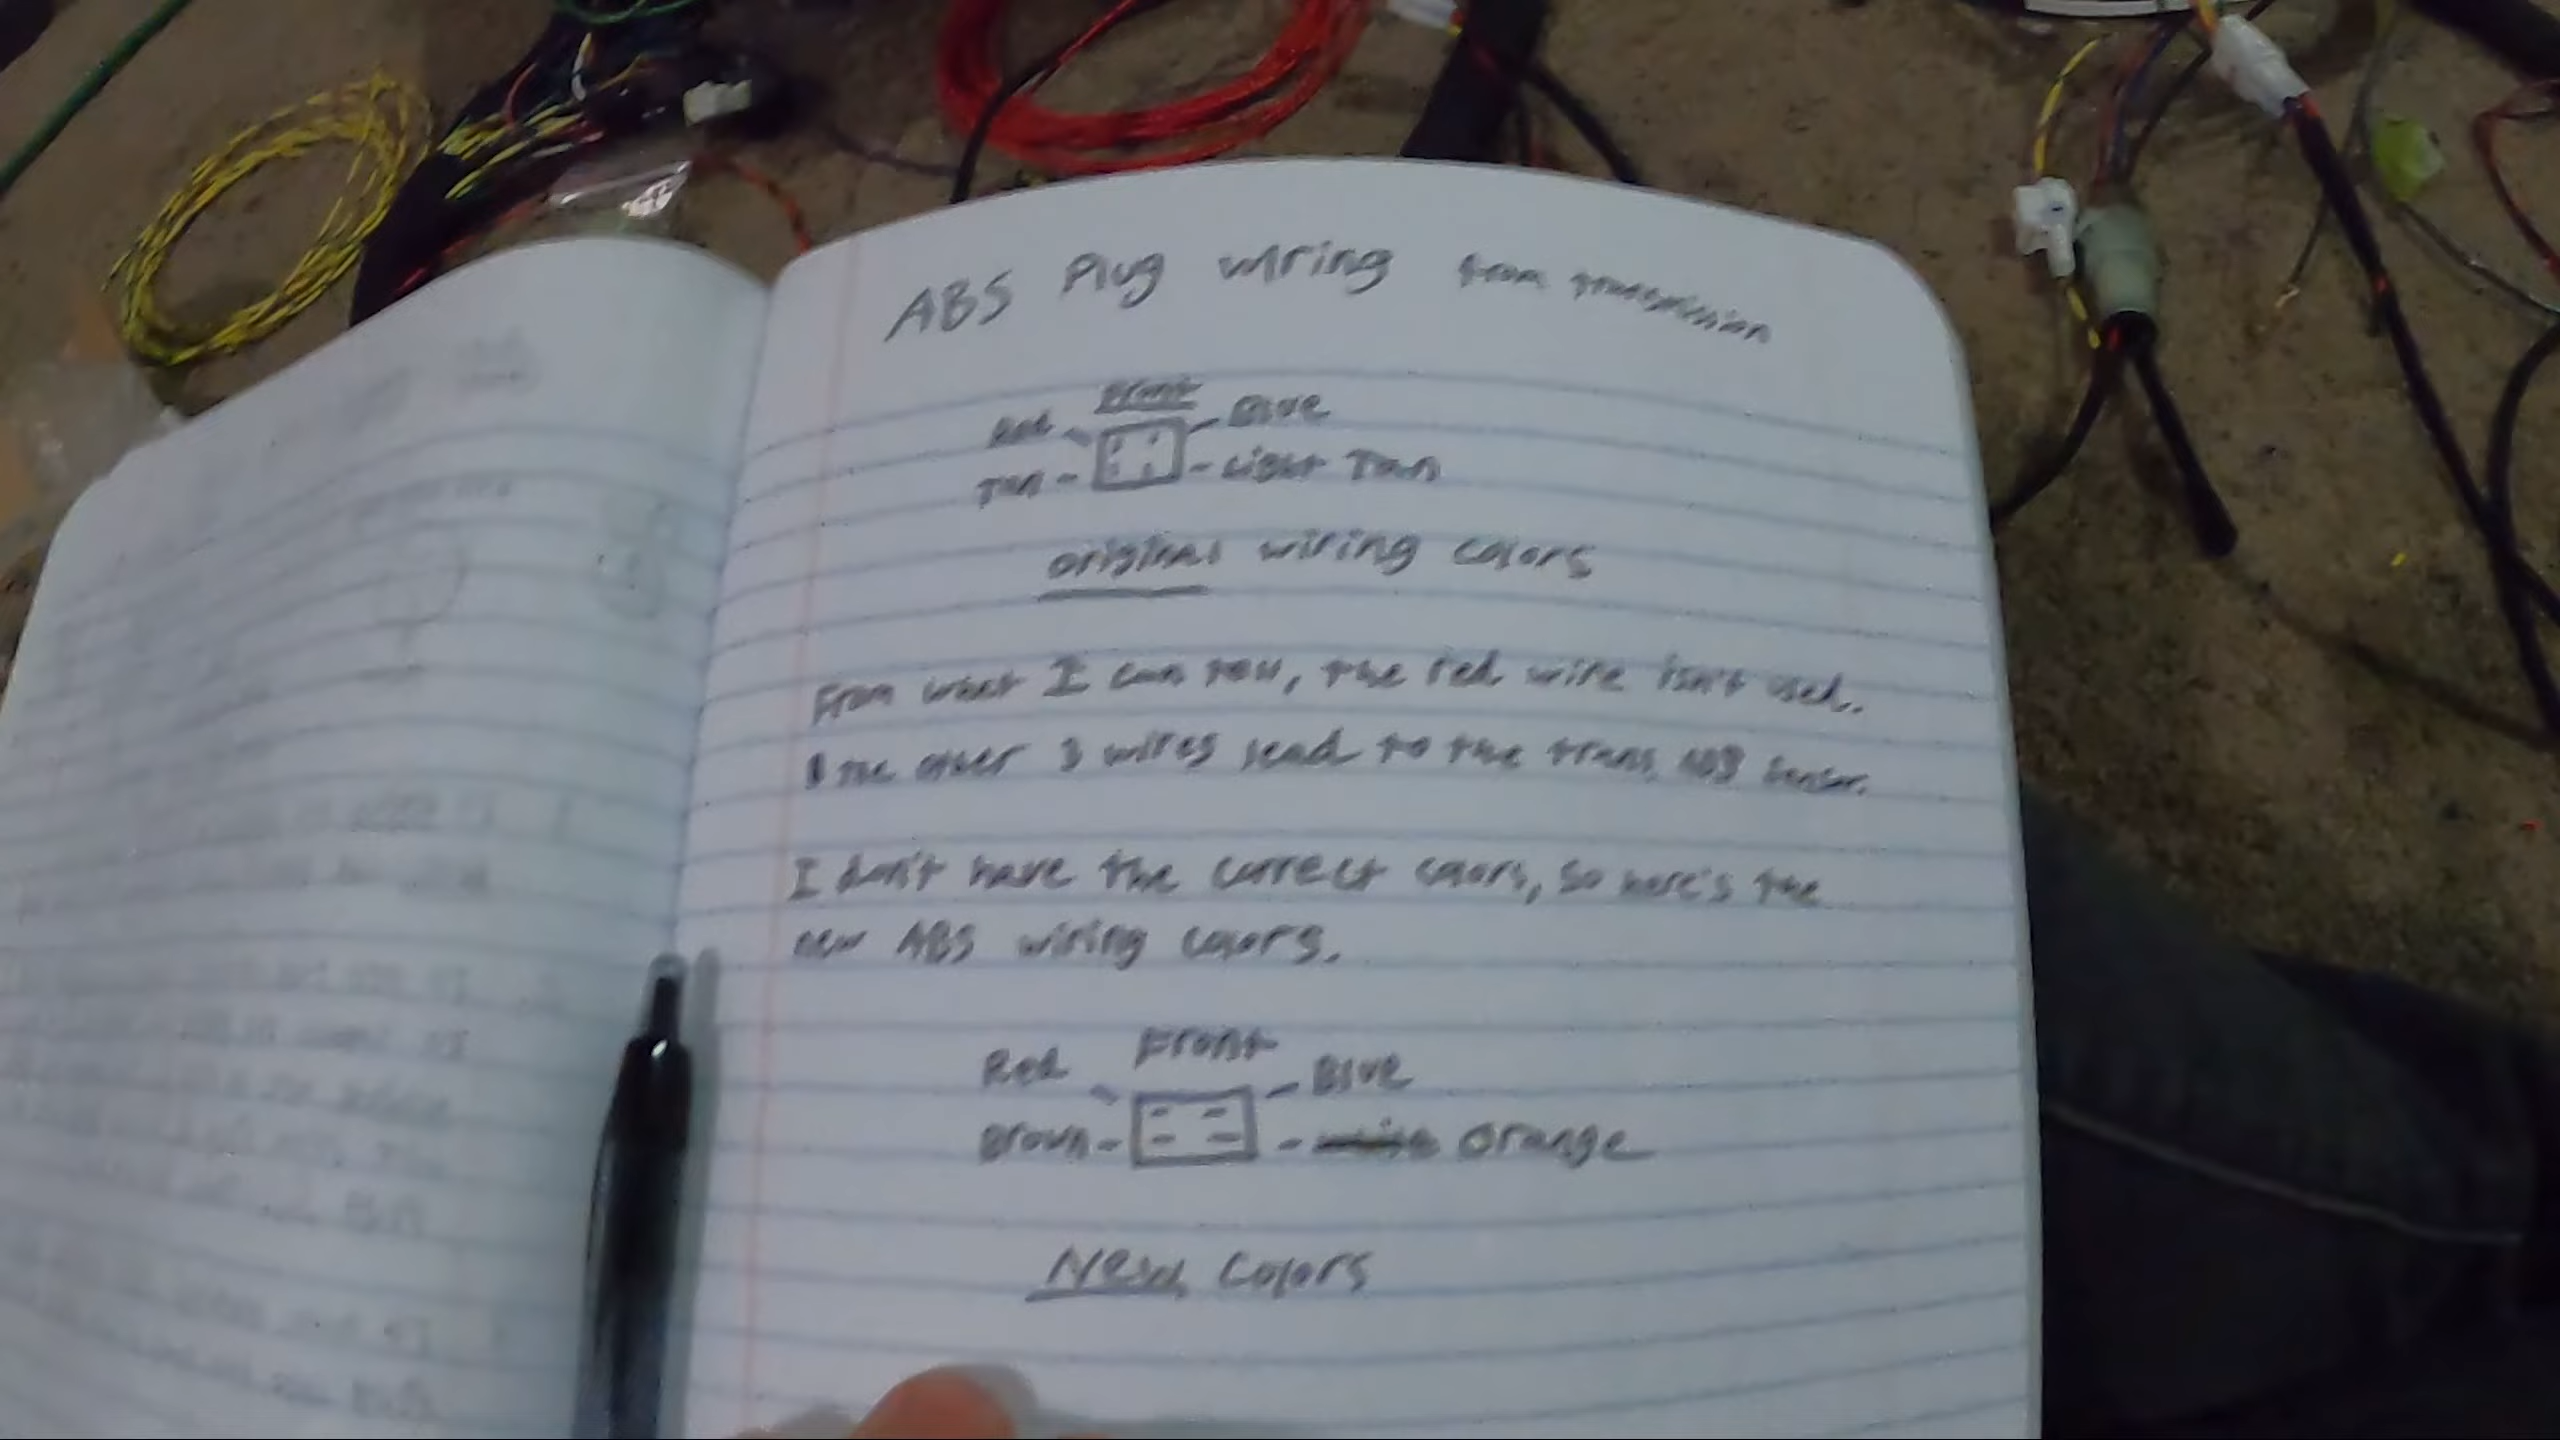 ABS Plug wiring from transmission
Front
Red Blue
Tan Light Tan
original wiring colors
From what I can tell, the red wire isn't used.
& the other 3 wires lead to the trans. ABS sensor.
I don't have the correct colors, so here's the
new ABS wiring colors.
Front
Red Blue
Brown Orange
New colors